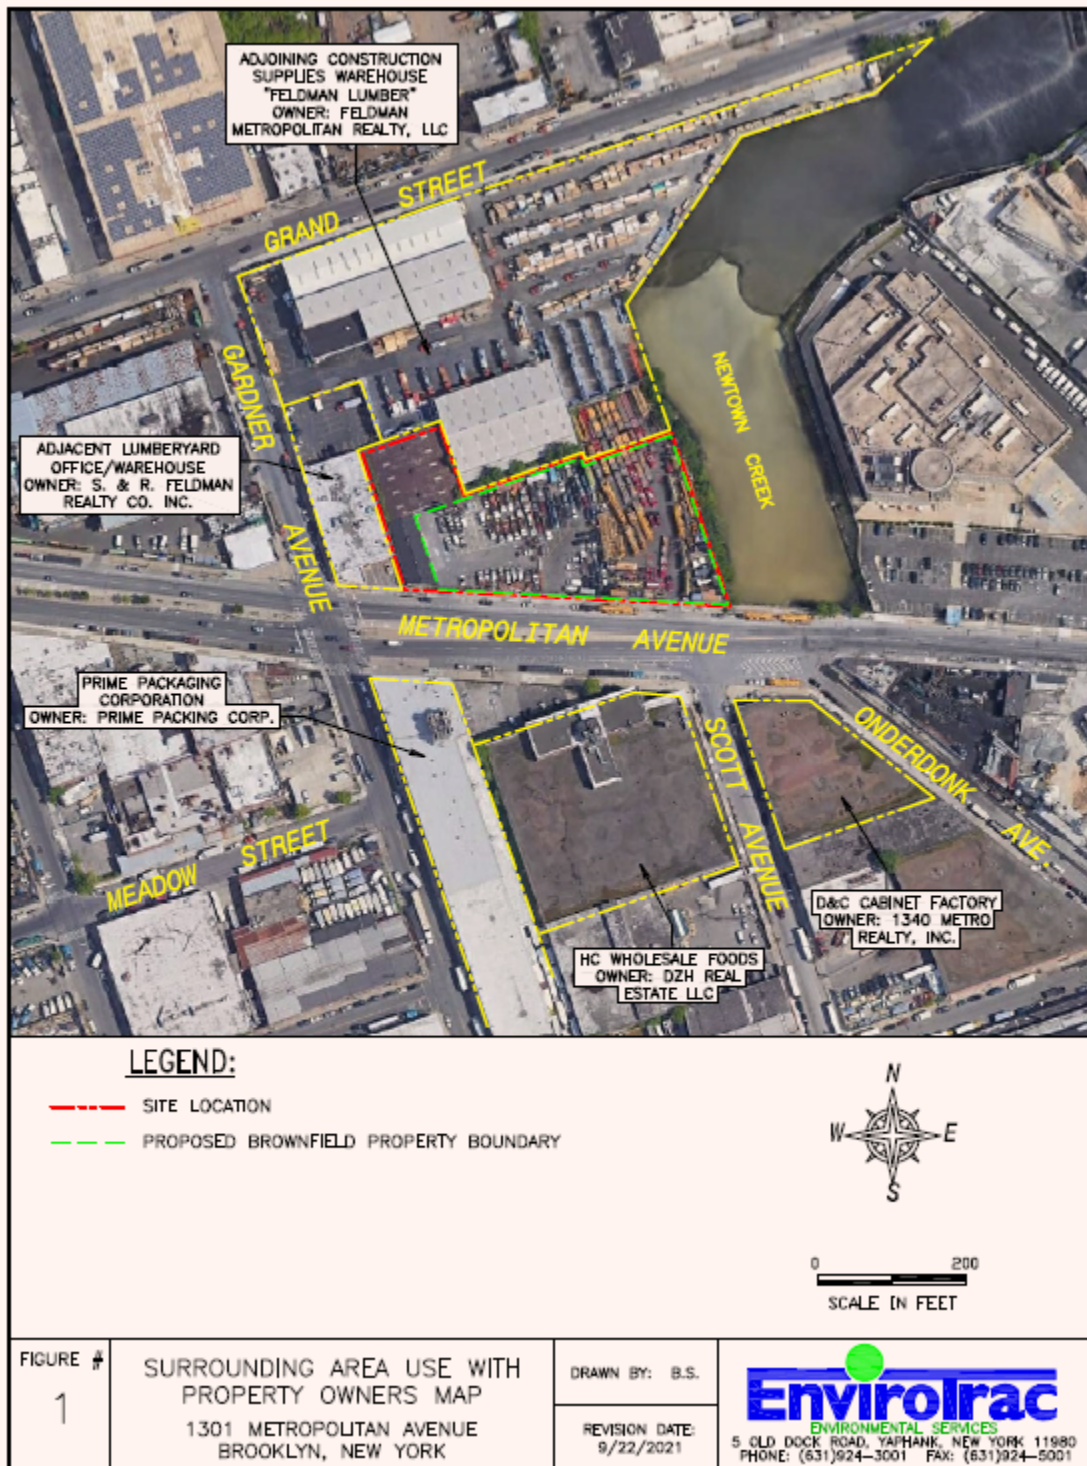 ADJOINING CONSTRUCTION
SUPPLIES WAREHOUSE
"FELDMAN LUMBER"
OWNER: FELDMAN
METROPOLITAN REALTY, LLC
GRAND STREET
GARDNER AVENUE
NEWTOWN CREEK
ADJACENT LUMBERYARD
OFFICE/WAREHOUSE
OWNER: S. & R. FELDMAN
REALTY CO. INC.
METROPOLITAN AVENUE
PRIME PACKAGING
CORPORATION
OWNER: PRIME PACKING CORP.
SCOTT AVENUE
ONDERDONK AVE.
MEADOW STREET
D&C CABINET FACTORY
OWNER: 1340 METRO
REALTY, INC.
HC WHOLESALE FOODS
OWNER: DZH REAL
ESTATE LLC
LEGEND:
SITE LOCATION
PROPOSED BROWNFIELD PROPERTY BOUNDARY
N
W E
S
0 200
SCALE IN FEET
FIGURE #
1
SURROUNDING AREA USE WITH
PROPERTY OWNERS MAP
1301 METROPOLITAN AVENUE
BROOKLYN, NEW YORK
DRAWN BY: B.S.
REVISION DATE:
9/22/2021
EnviroTrac
ENVIRONMENTAL SERVICES
5 OLD DOCK ROAD, YAPHANK, NEW YORK 11980
PHONE: (631)924-3001 FAX: (631)924-5001